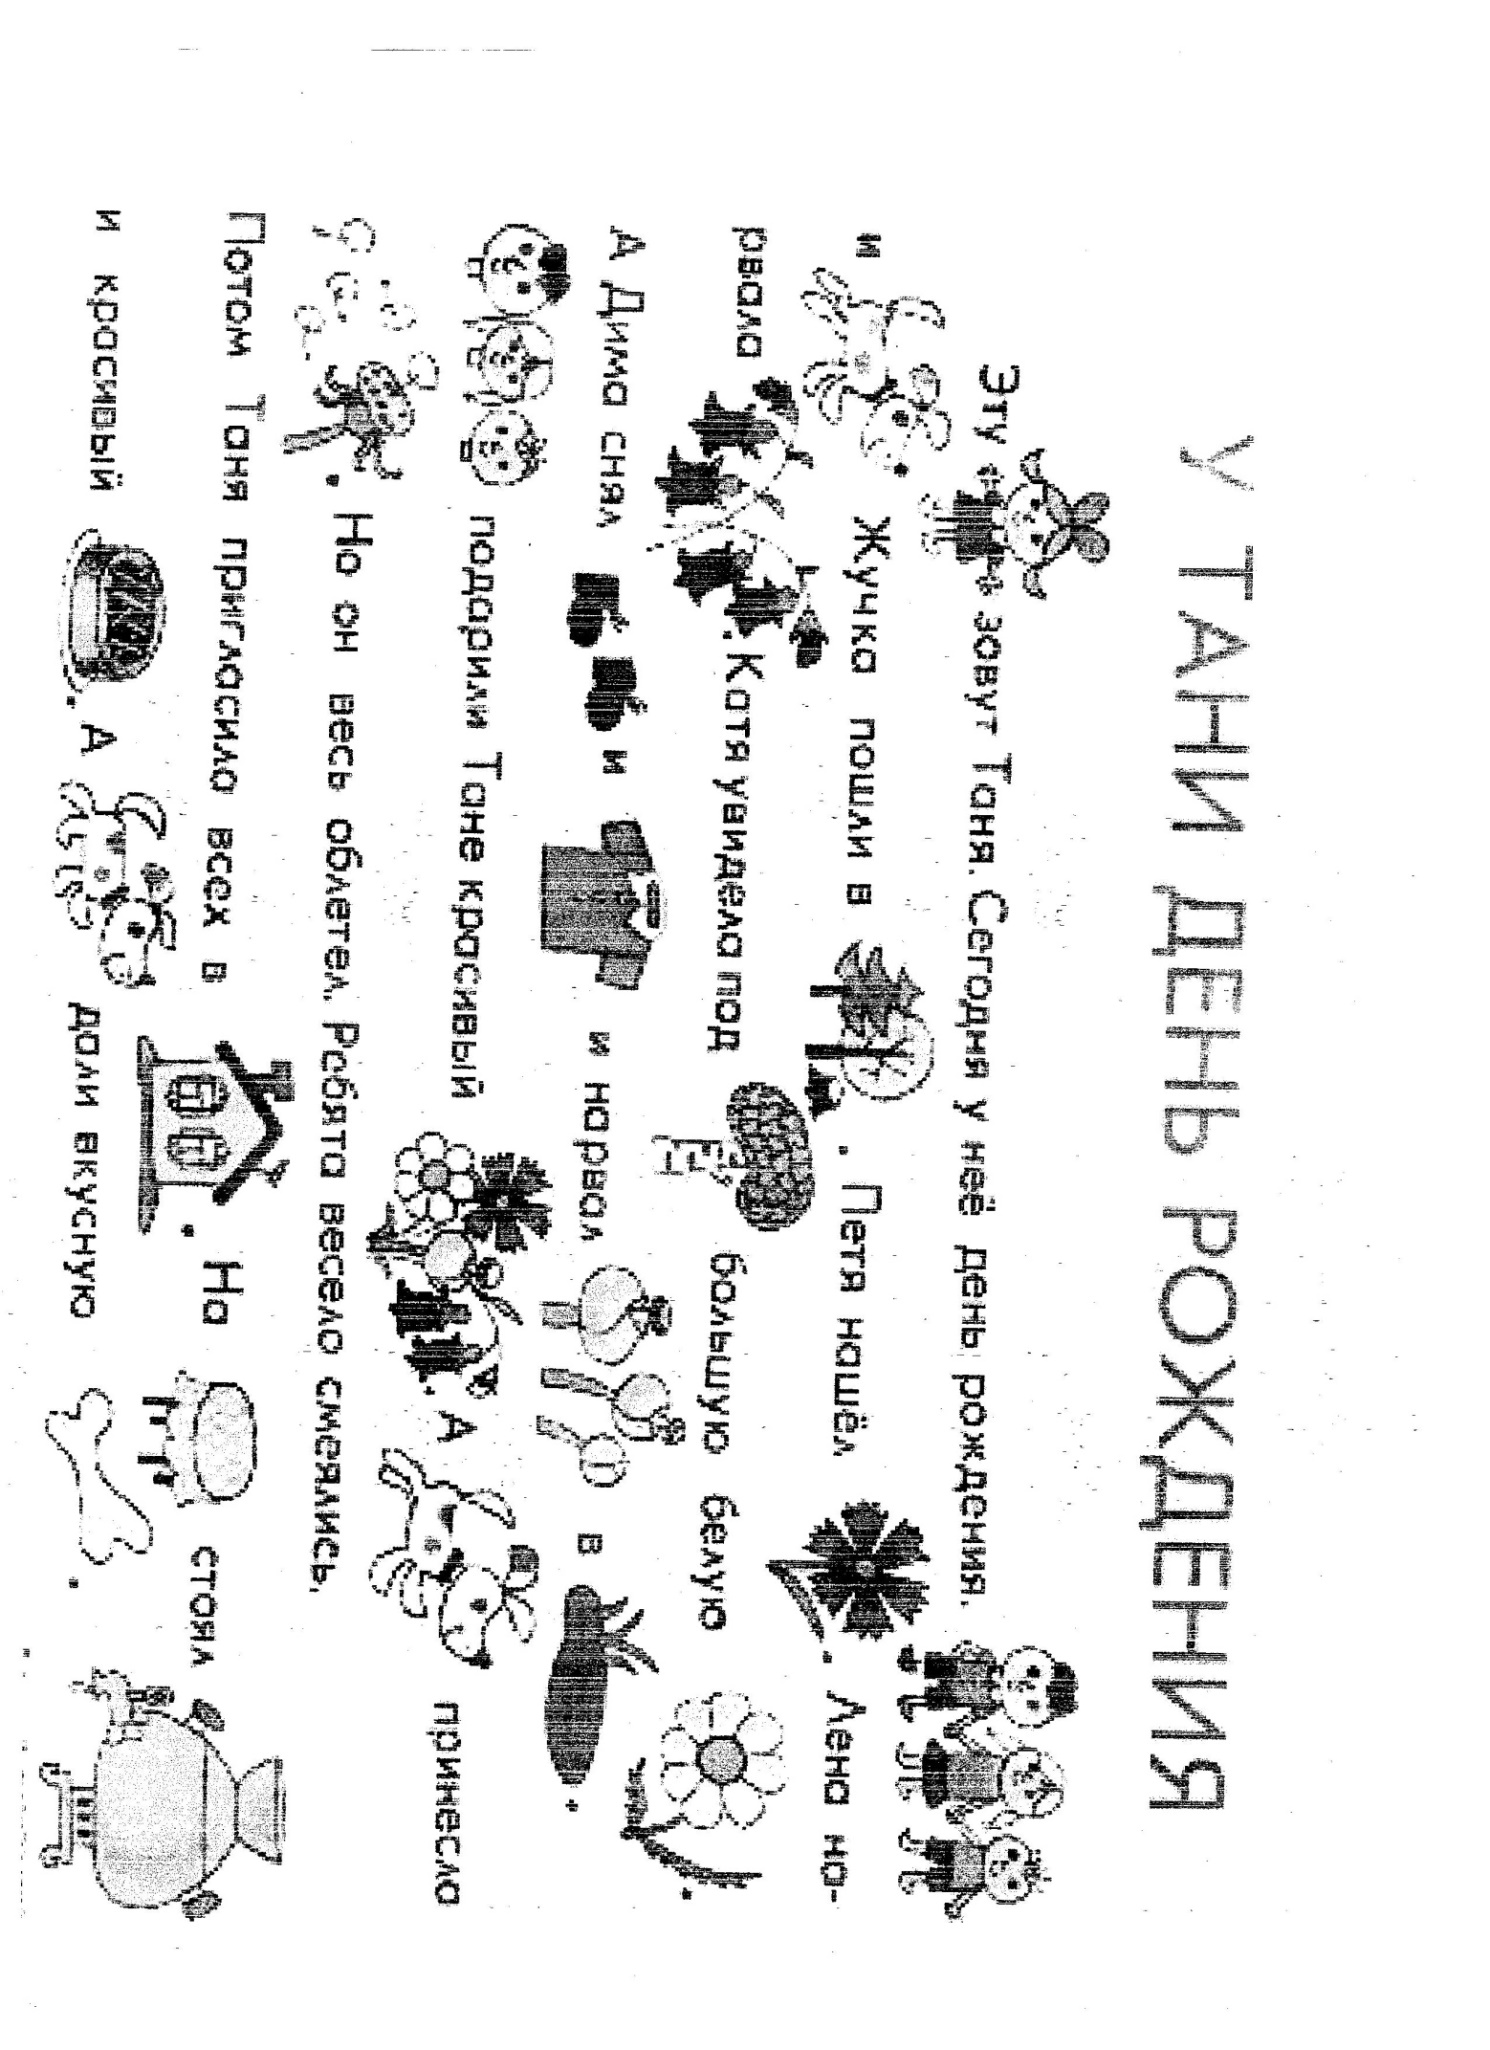 У ТАНИ ДЕНЬ РОЖДЕНИЯ
Эту зовут Таня. Сегодня у неё день рождения.
и Жучка пошли в . Петя нашёл . Лена на-
рвала . Катя увидела под большую белую .
А Дима снял и и нарвал в .
подарили Тане красивый . А принесла
. Но он весь облетел. Ребята весело смеялись.
Потом Таня пригласила всех в . На стоял
и красивый . А дали вкусную .